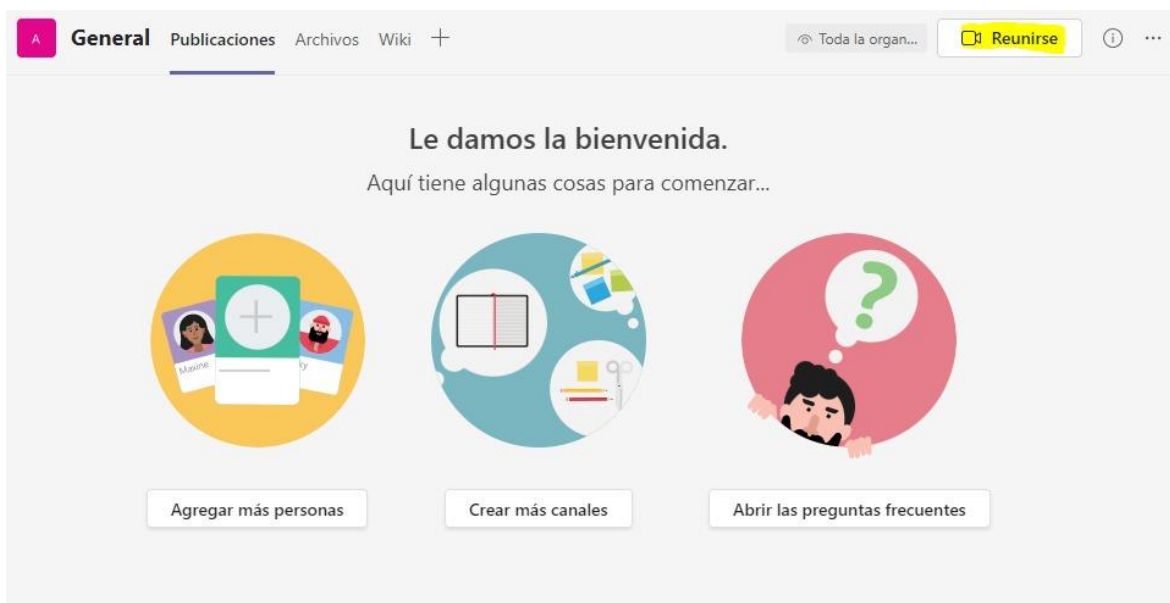 A General Publicaciones Archivos Wiki Toda la organ... Reunirse
Le damos la bienvenida.
Aquí tiene algunas cosas para comenzar...
Maxine
Agregar más personas Crear más canales Abrir las preguntas frecuentes